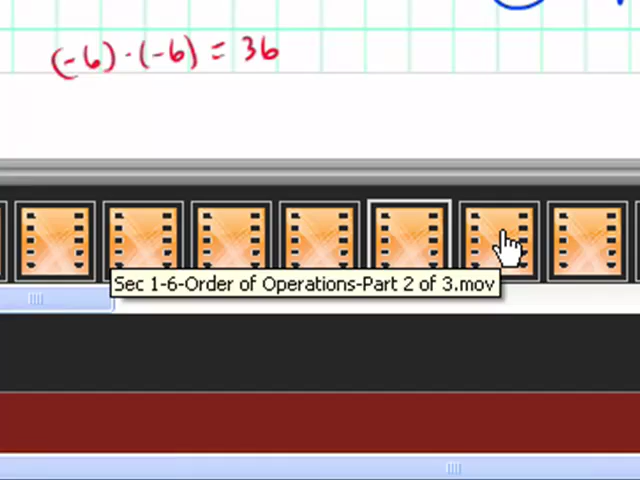 (-6) · (-6) = 36
Sec 1-6-Order of Operations-Part 2 of 3.mov